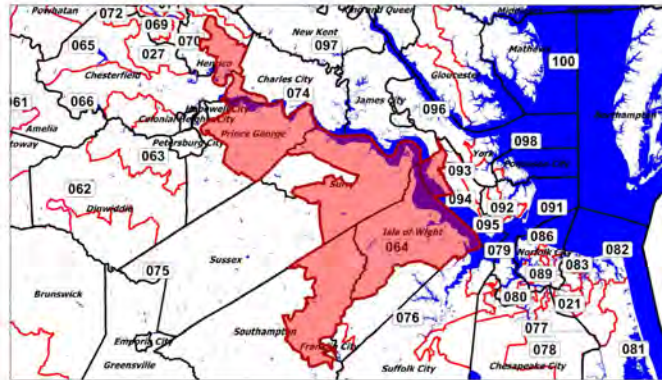 Powhatan
072
069
070
027
065
Chesterfield
066
061
Amelia
Henrico
New Kent
097
Charles City
074
King and Queen
Mathews
Gloucester
100
Northampton
James City
096
098
York
Poquoson City
093
094
095
092
091
Hopewell City
Colonial Heights City
Prince George
Petersburg City
063
062
Dinwiddie
Surry
Isle of Wight
064
Sussex
075
Brunswick
Emporia City
Greensville
Southampton
Franklin City
076
Suffolk City
079
086
Norfolk City
089
083
082
080
021
077
078
Chesapeake City
081